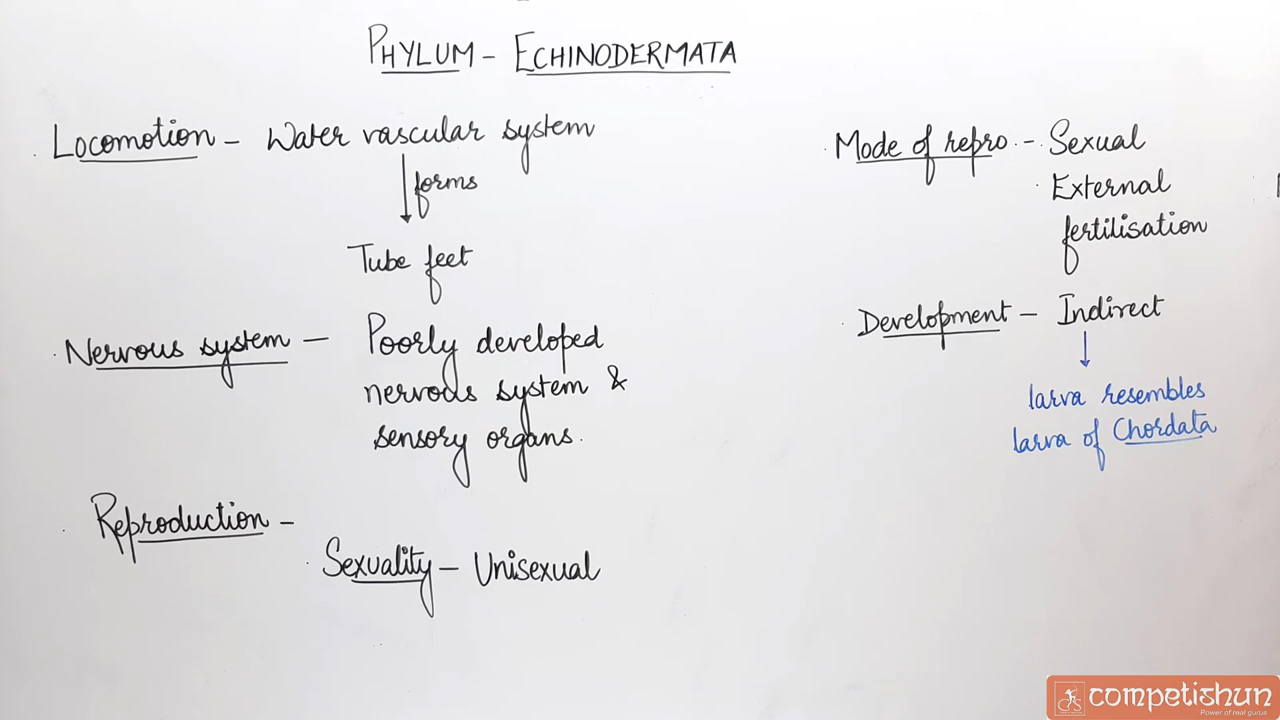 PHYLUM - ECHINODERMATA
Locomotion - Water vascular system
forms
Tube feet
Nervous system - Poorly developed
nervous system &
sensory organs.
Reproduction -
Sexuality - Unisexual
Mode of repro. - Sexual
External
fertilisation
Development - Indirect
larva resembles
larva of Chordata
competishun
Power of real gurus